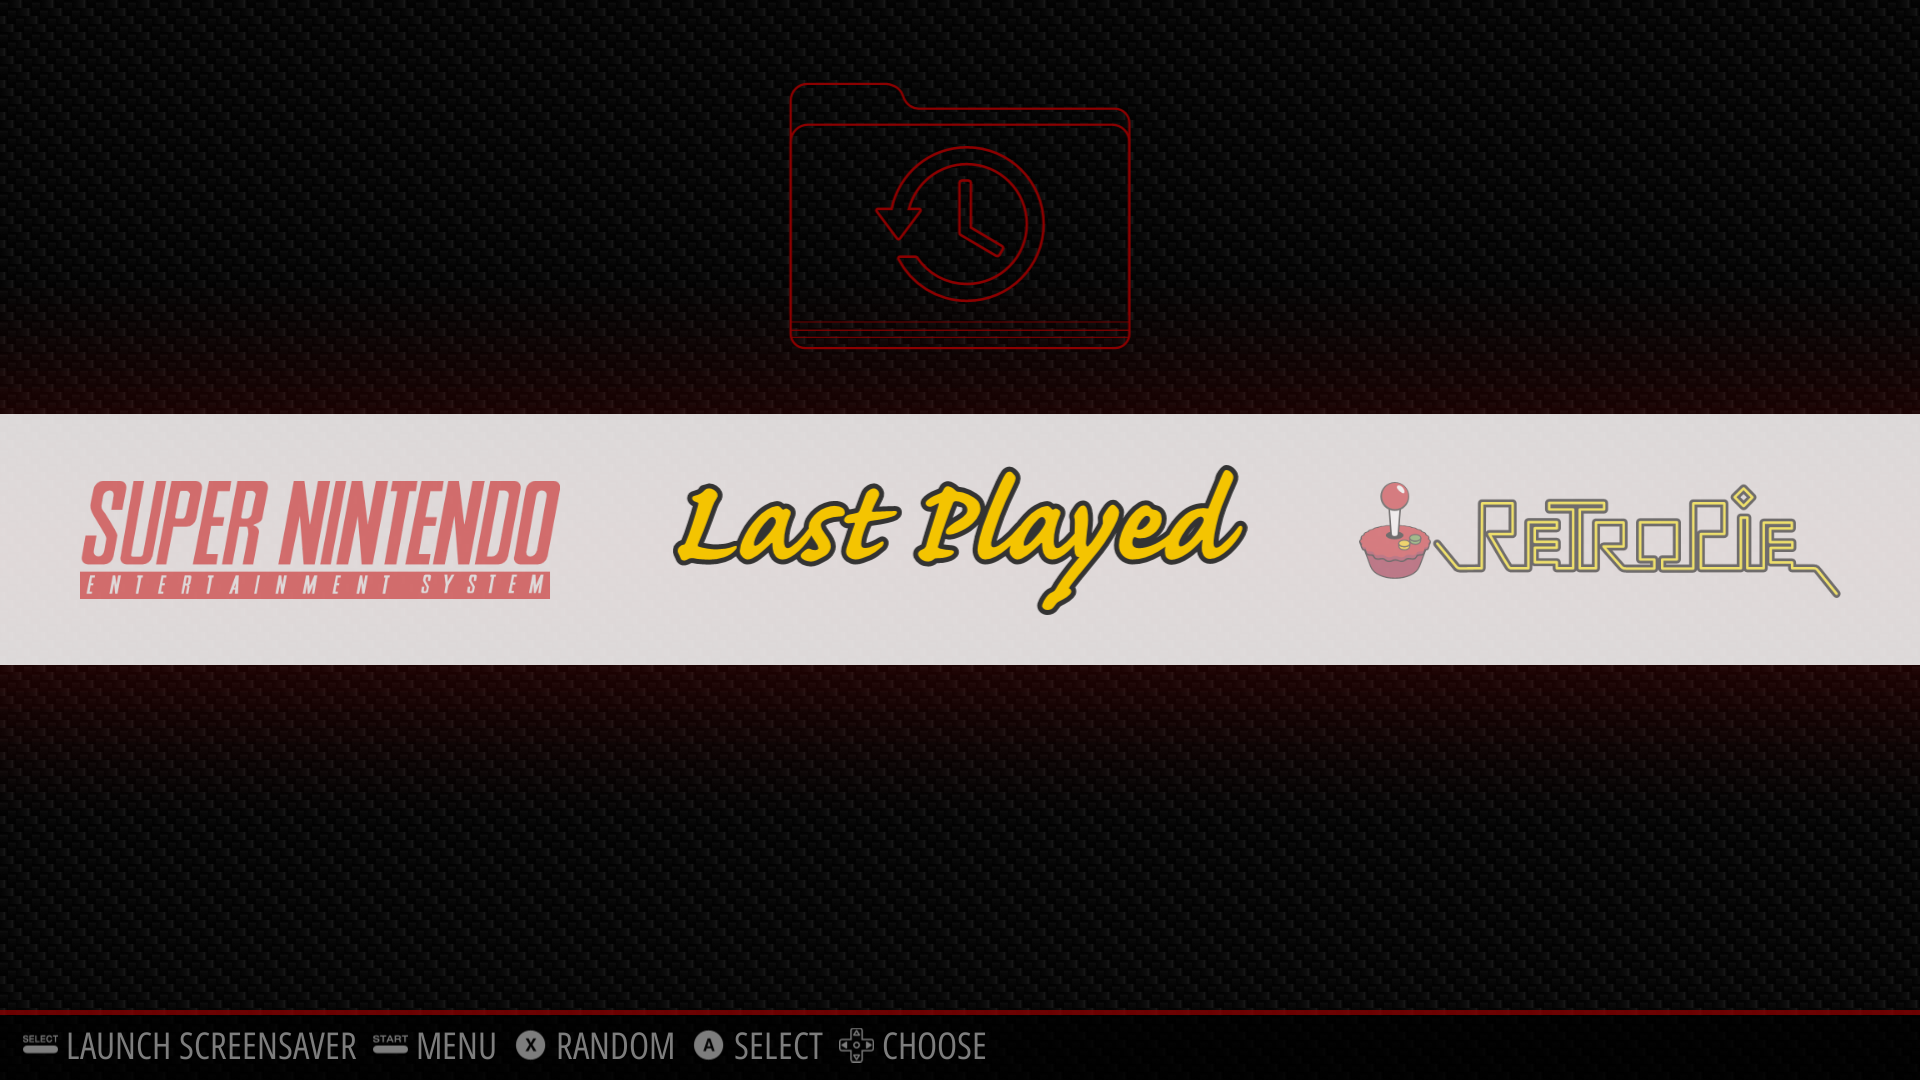 SUPER NINTENDO
ENTERTAINMENT SYSTEM
Last Played
RETROPIE
SELECT LAUNCH SCREENSAVER START MENU X RANDOM A SELECT CHOOSE